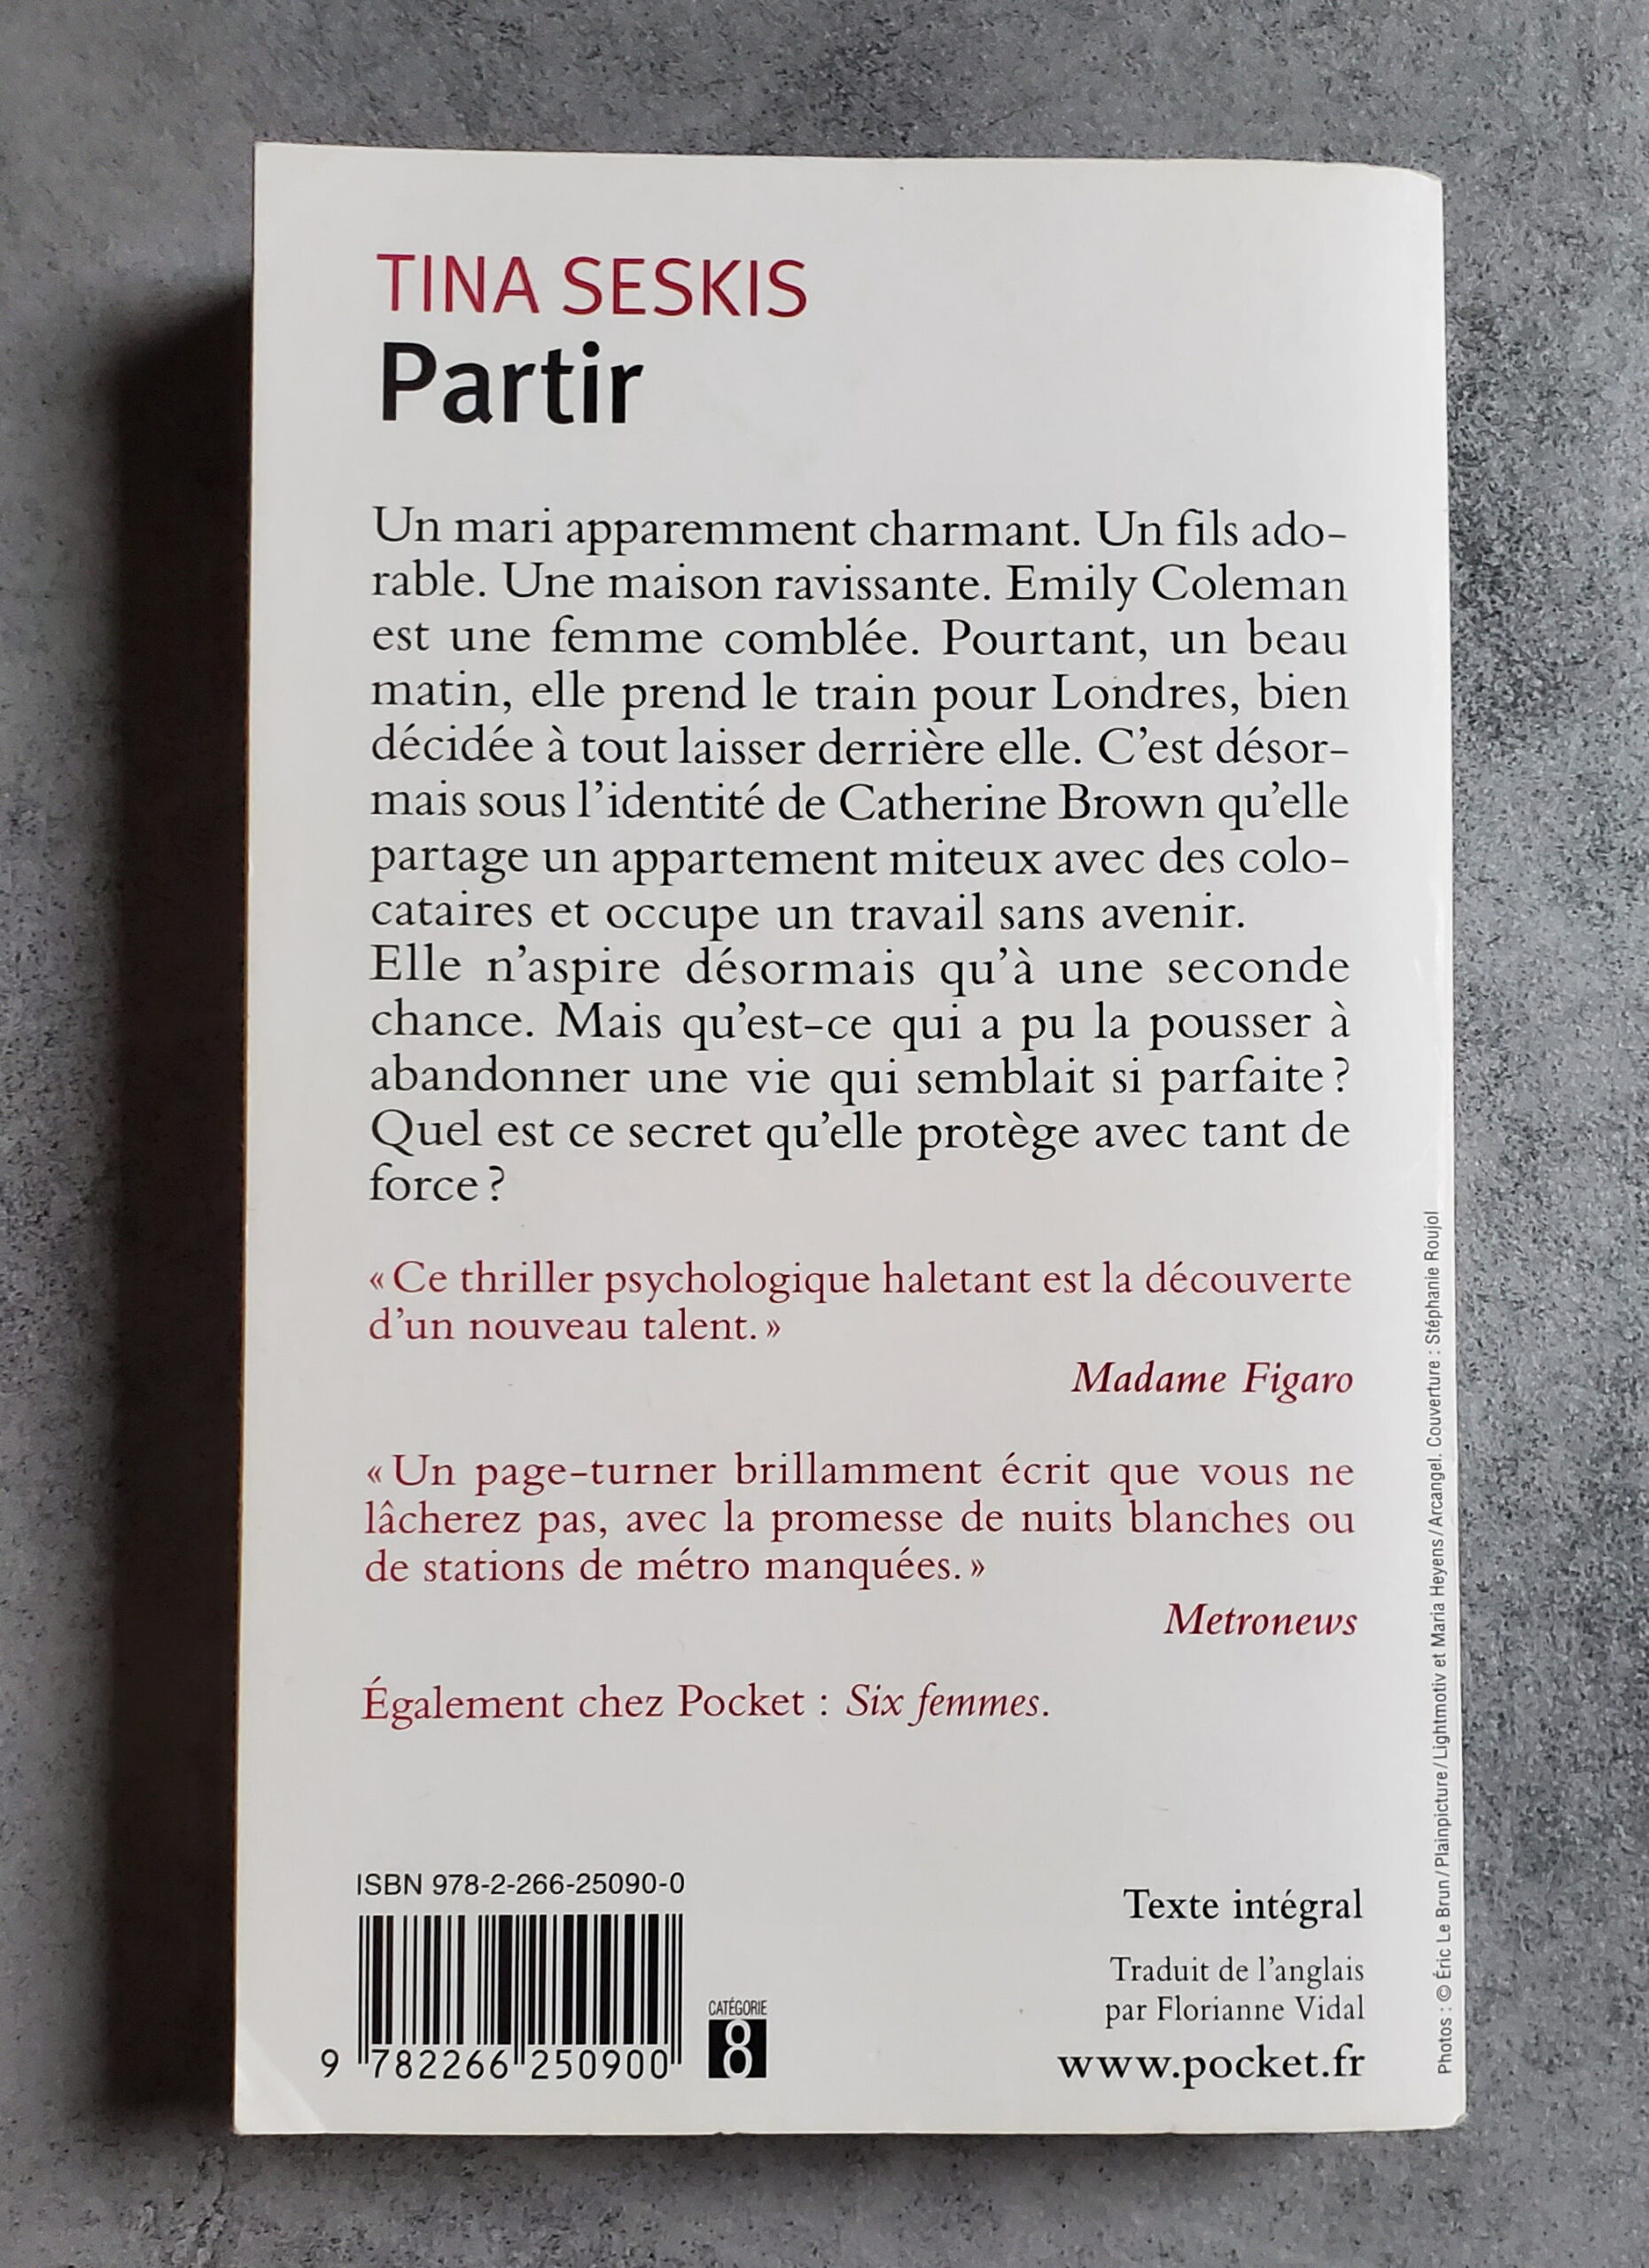 TINA SESKIS
Partir
Un mari apparemment charmant. Un fils ado-
rable. Une maison ravissante. Emily Coleman
est une femme comblée. Pourtant, un beau
matin, elle prend le train pour Londres, bien
décidée à tout laisser derrière elle. C'est désor-
mais sous l'identité de Catherine Brown qu'elle
partage un appartement miteux avec des colo-
cataires et occupe un travail sans avenir.
Elle n'aspire désormais qu'à une seconde
chance. Mais qu'est-ce qui a pu la pousser à
abandonner une vie qui semblait si parfaite ?
Quel est ce secret qu'elle protège avec tant de
force ?
« Ce thriller psychologique haletant est la découverte
d'un nouveau talent. »
Madame Figaro
« Un page-turner brillamment écrit que vous ne
lâcherez pas, avec la promesse de nuits blanches ou
de stations de métro manquées. »
Metronews
Également chez Pocket : Six femmes.
ISBN 978-2-266-25090-0
9 782266 250900
CATÉGORIE
8
Texte intégral
Traduit de l'anglais
par Florianne Vidal
www.pocket.fr
Photos : © Éric Le Brun / Plainpicture / Lightmotiv et Maria Heyens / Arcangel. Couverture : Stéphanie Roujol